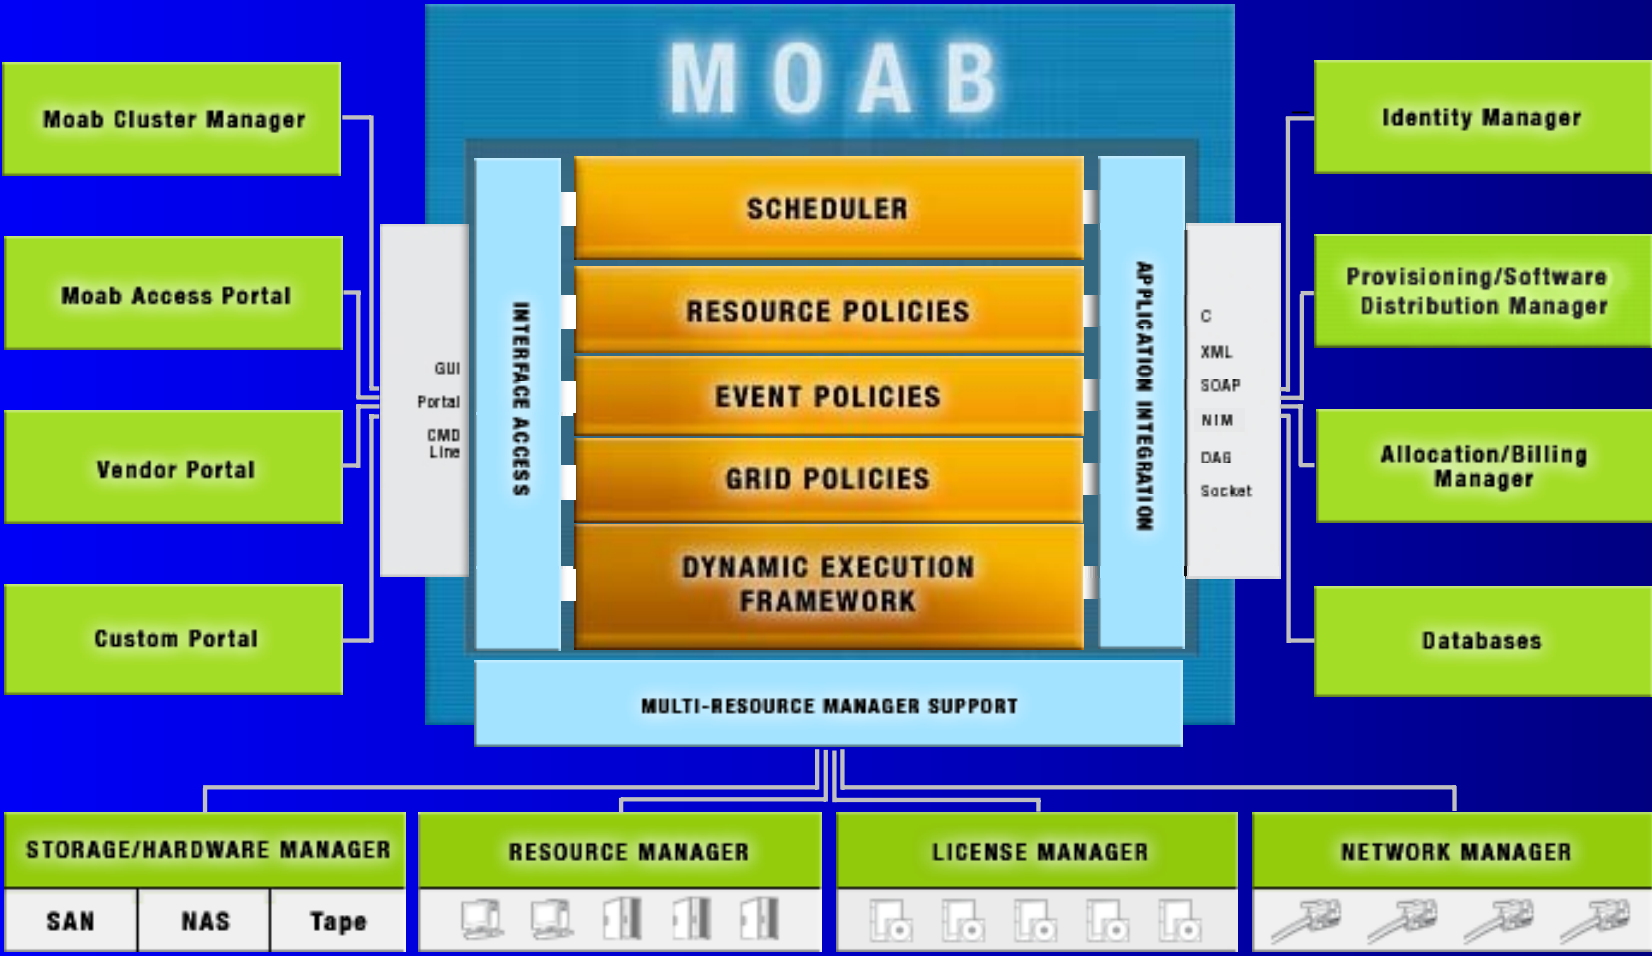 MOAB
Moab Cluster Manager
Moab Access Portal
Vendor Portal
Custom Portal
GUI
Portal
CMD
Line
INTERFACE ACCESS
SCHEDULER
RESOURCE POLICIES
EVENT POLICIES
GRID POLICIES
DYNAMIC EXECUTION
FRAMEWORK
APPLICATION INTEGRATION
C
XML
SOAP
NIM
DAG
Socket
Identity Manager
Provisioning/Software
Distribution Manager
Allocation/Billing
Manager
Databases
MULTI-RESOURCE MANAGER SUPPORT
STORAGE/HARDWARE MANAGER
SAN
NAS
Tape
RESOURCE MANAGER
LICENSE MANAGER
NETWORK MANAGER